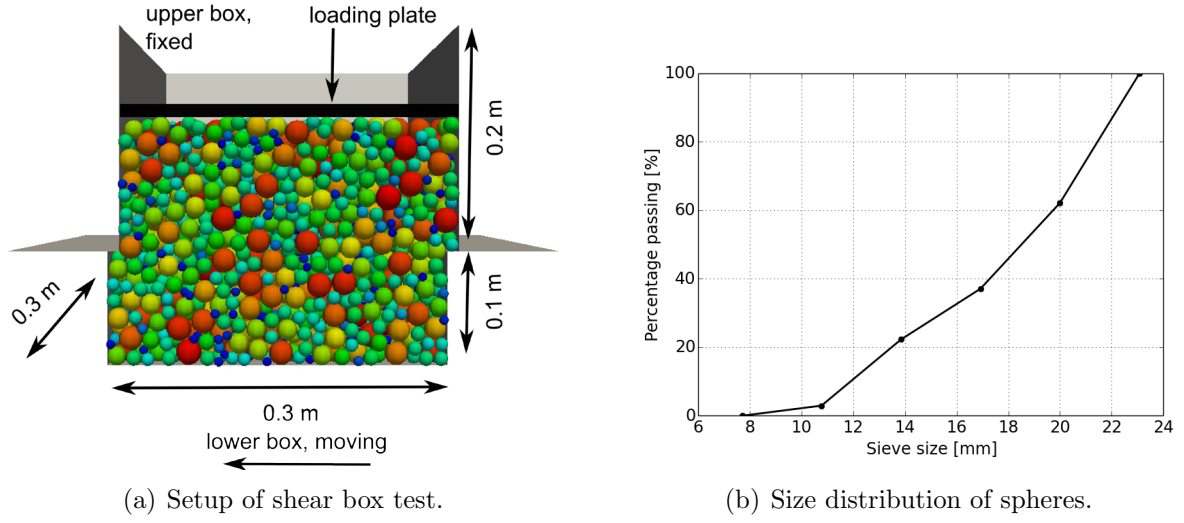 upper box,
fixed
loading plate
0.2 m
0.3 m
0.1 m
0.3 m
lower box, moving
(a) Setup of shear box test.
100
80
60
40
20
0
Percentage passing [%]
6 8 10 12 14 16 18 20 22 24
Sieve size [mm]
(b) Size distribution of spheres.